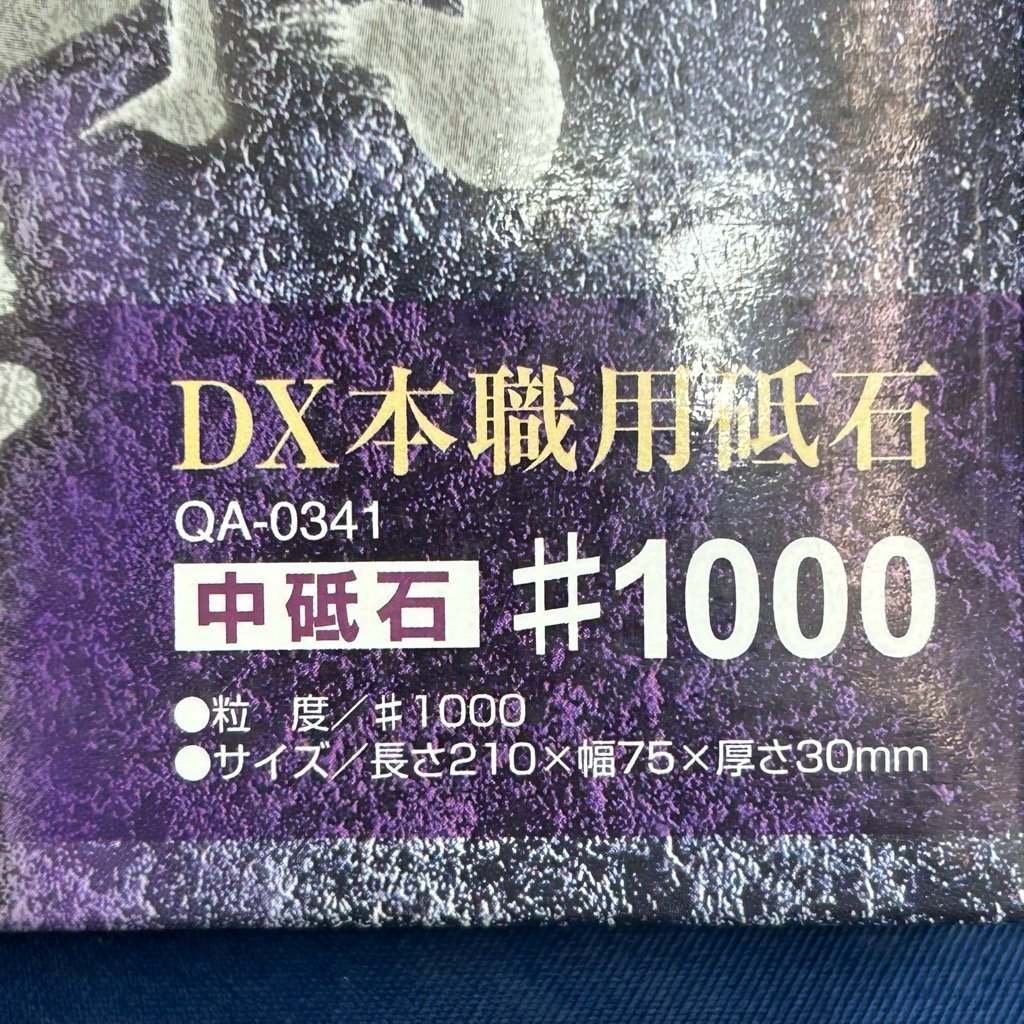 DX本職用砥石
QA-0341
中砥石 #1000
●粒 度／#1000
●サイズ／長さ210×幅75×厚さ30mm